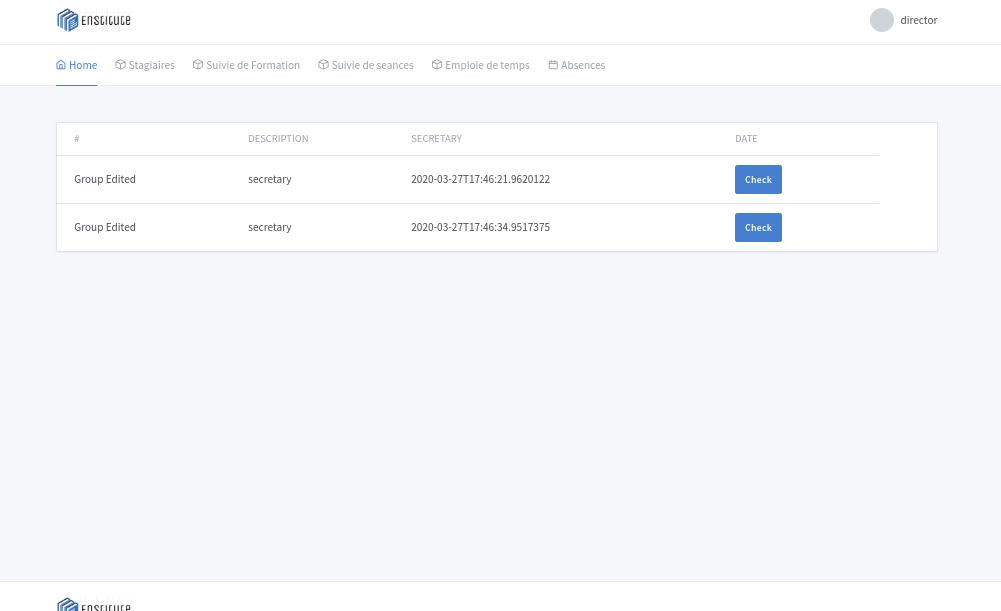 Enstitute
director
Home Stagiaires Suivie de Formation Suivie de seances Emploie de temps Absences
# DESCRIPTION SECRETARY DATE
Group Edited secretary 2020-03-27T17:46:21.9620122 Check
Group Edited secretary 2020-03-27T17:46:34.9517375 Check
Enstitute